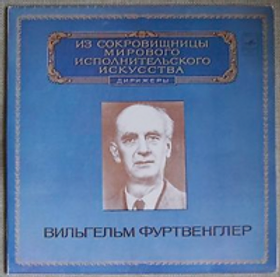 ИЗ СОКРОВИЩНИЦЫ
МИРОВОГО
ИСПОЛНИТЕЛЬСКОГО
ИСКУССТВА
ДИРИЖЕРЫ
ВИЛЬГЕЛЬМ ФУРТВЕНГЛЕР